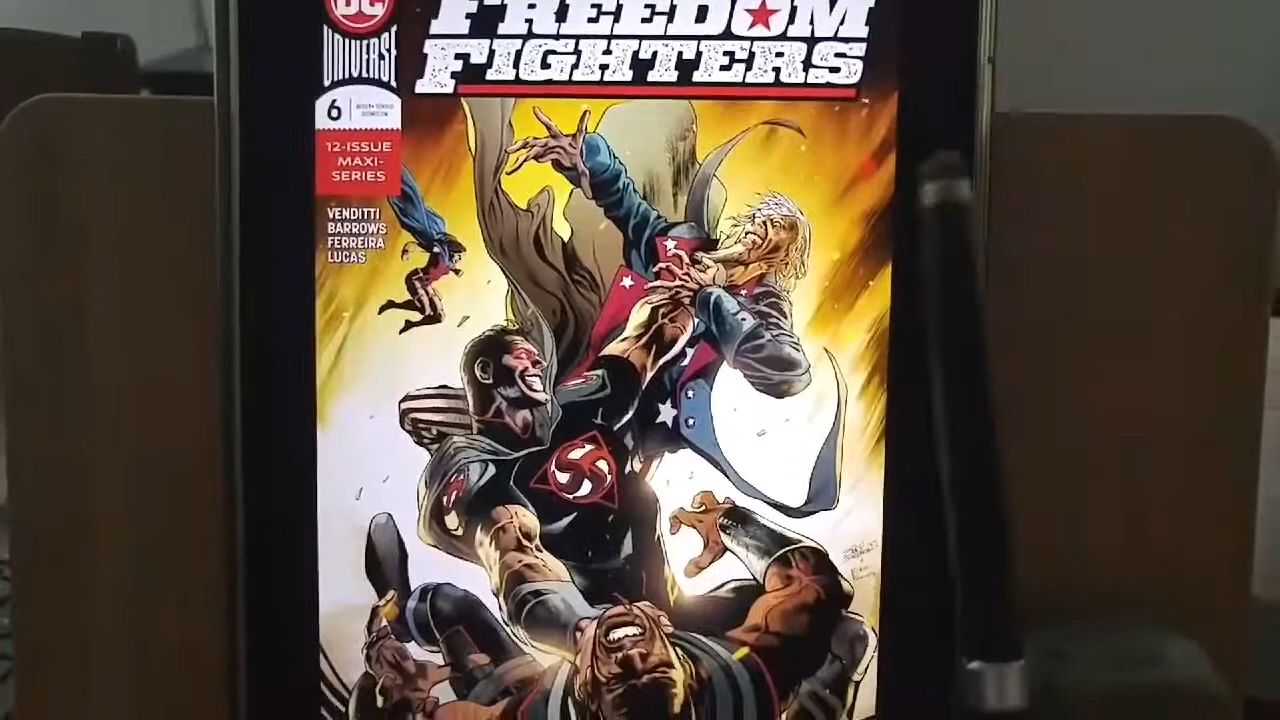 DC
UNIVERSE
FREEDOM
FIGHTERS
6
12-ISSUE
MAXI-
SERIES
VENDITTI
BARROWS
FERREIRA
LUCAS